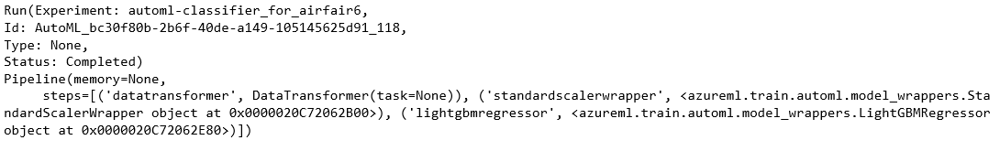 Run(Experiment: automl-classifier_for_airfair6,
Id: AutoML_bc30f80b-2b6f-40de-a149-105145625d91_118,
Type: None,
Status: Completed)
Pipeline(memory=None,
     steps=[('datatransformer', DataTransformer(task=None)), ('standardscalerwrapper', <azureml.train.automl.model_wrappers.Sta
ndardScalerWrapper object at 0x0000020C72062B00>), ('lightgbmregressor', <azureml.train.automl.model_wrappers.LightGBMRegressor
object at 0x0000020C72062E80>)])